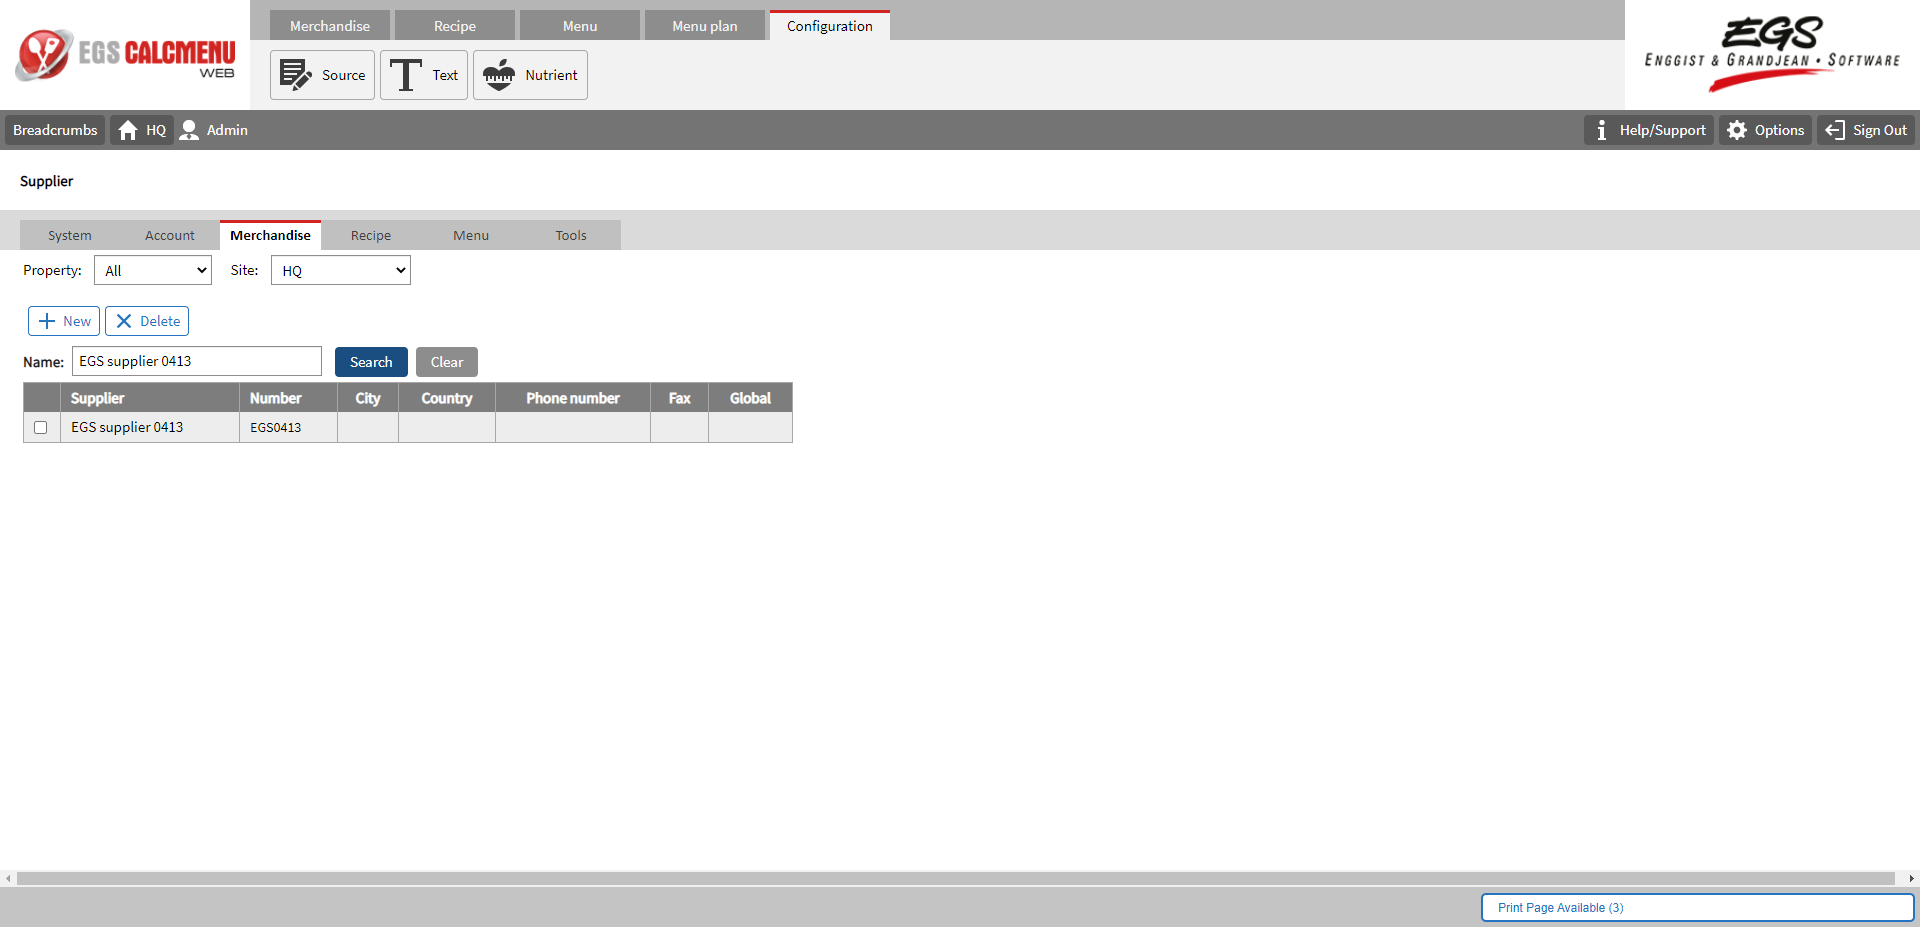 EGS CALCMENU
WEB
Merchandise Recipe Menu Menu plan Configuration
Source Text Nutrient
EGS
ENGGIST & GRANDJEAN • SOFTWARE
Breadcrumbs HQ Admin Help/Support Options Sign Out
Supplier
System Account Merchandise Recipe Menu Tools
Property: All Site: HQ
New Delete
Name: EGS supplier 0413 Search Clear
Supplier Number City Country Phone number Fax Global
EGS supplier 0413 EGS0413
Print Page Available (3)